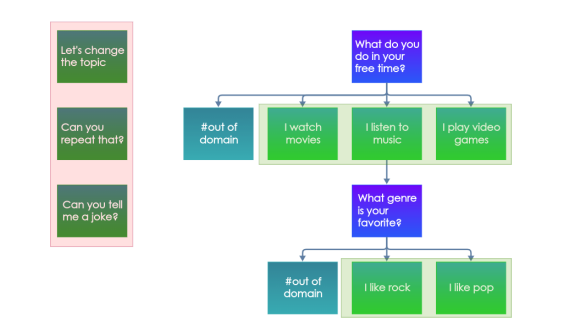 Let's change
the topic
Can you
repeat that?
Can you tell
me a joke?
What do you
do in your
free time?
#out of
domain
I watch
movies
I listen to
music
I play video
games
What genre
is your
favorite?
#out of
domain
I like rock
I like pop